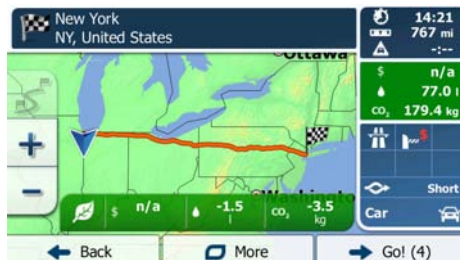 New York
NY, United States
14:21
767 mi
-:--
$ n/a
77.0 l
CO₂ 179.4 kg
Ottawa
+
−
$
Washington
$ n/a
-1.5
l
CO₂
-3.5
kg
Short
Car
Back
More
Go! (4)